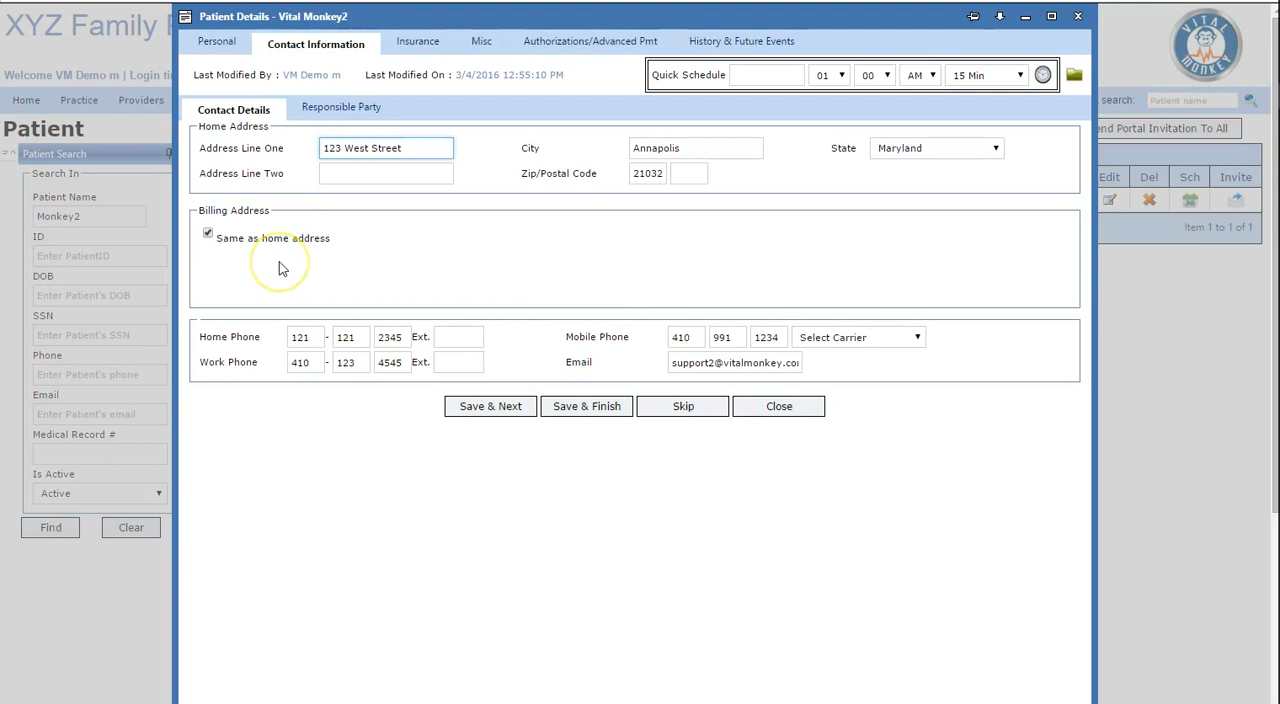 XYZ Family
Patient Details - Vital Monkey2
VITAL MONKEY
Personal Contact Information Insurance Misc Authorizations/Advanced Pmt History & Future Events
Welcome VM Demo m | Login
Last Modified By : VM Demo m Last Modified On : 3/4/2016 12:55:10 PM Quick Schedule 01 00 AM 15 Min
Home Practice Providers
search: Patient name
Contact Details Responsible Party
Patient
end Portal Invitation To All
Home Address
Address Line One 123 West Street City Annapolis State Maryland
Address Line Two Zip/Postal Code 21032
Patient Search
Search In
Edit Del Sch Invite
Patient Name
Monkey2
Item 1 to 1 of 1
Billing Address
Same as home address
ID
Enter PatientID
DOB
Enter Patient's DOB
SSN
Enter Patient's SSN
Home Phone 121 - 121 2345 Ext. Mobile Phone 410 991 1234 Select Carrier
Work Phone 410 - 123 4545 Ext. Email support2@vitalmonkey.co
Phone
Enter Patient's phone
Email
Enter Patient's email
Save & Next Save & Finish Skip Close
Medical Record #
Is Active
Active
Find Clear